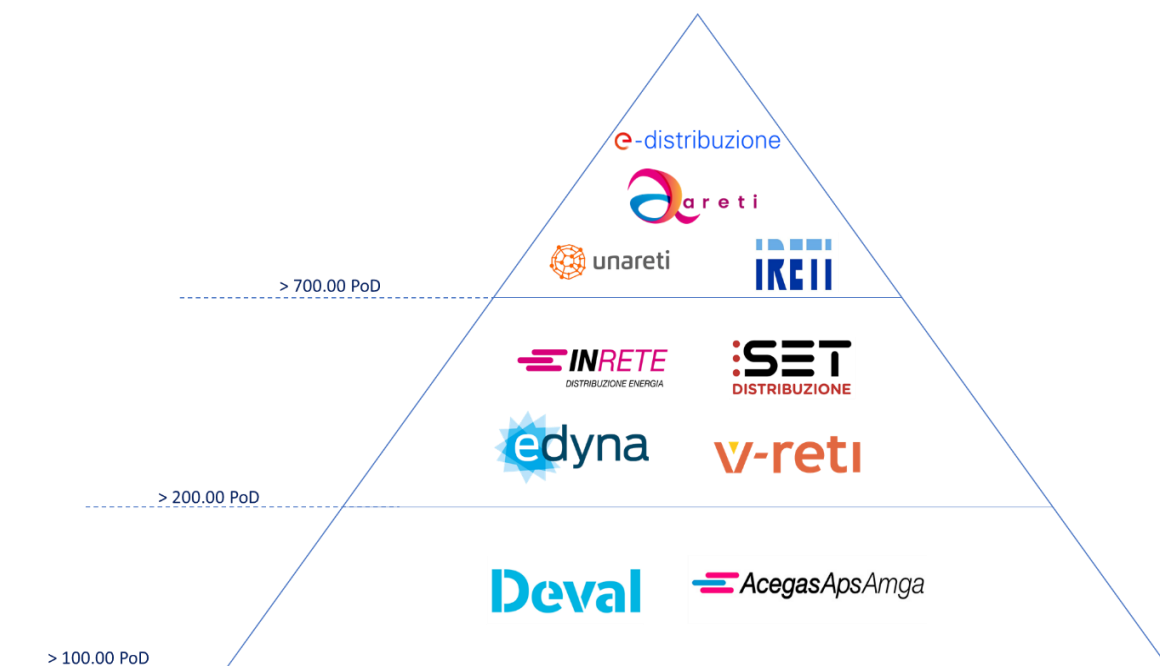 e-distribuzione
areti
unareti
IRETI
> 700.00 PoD
INRETE
DISTRIBUZIONE ENERGIA
SET
DISTRIBUZIONE
edyna
v-reti
> 200.00 PoD
Deval
AcegasApsAmga
> 100.00 PoD